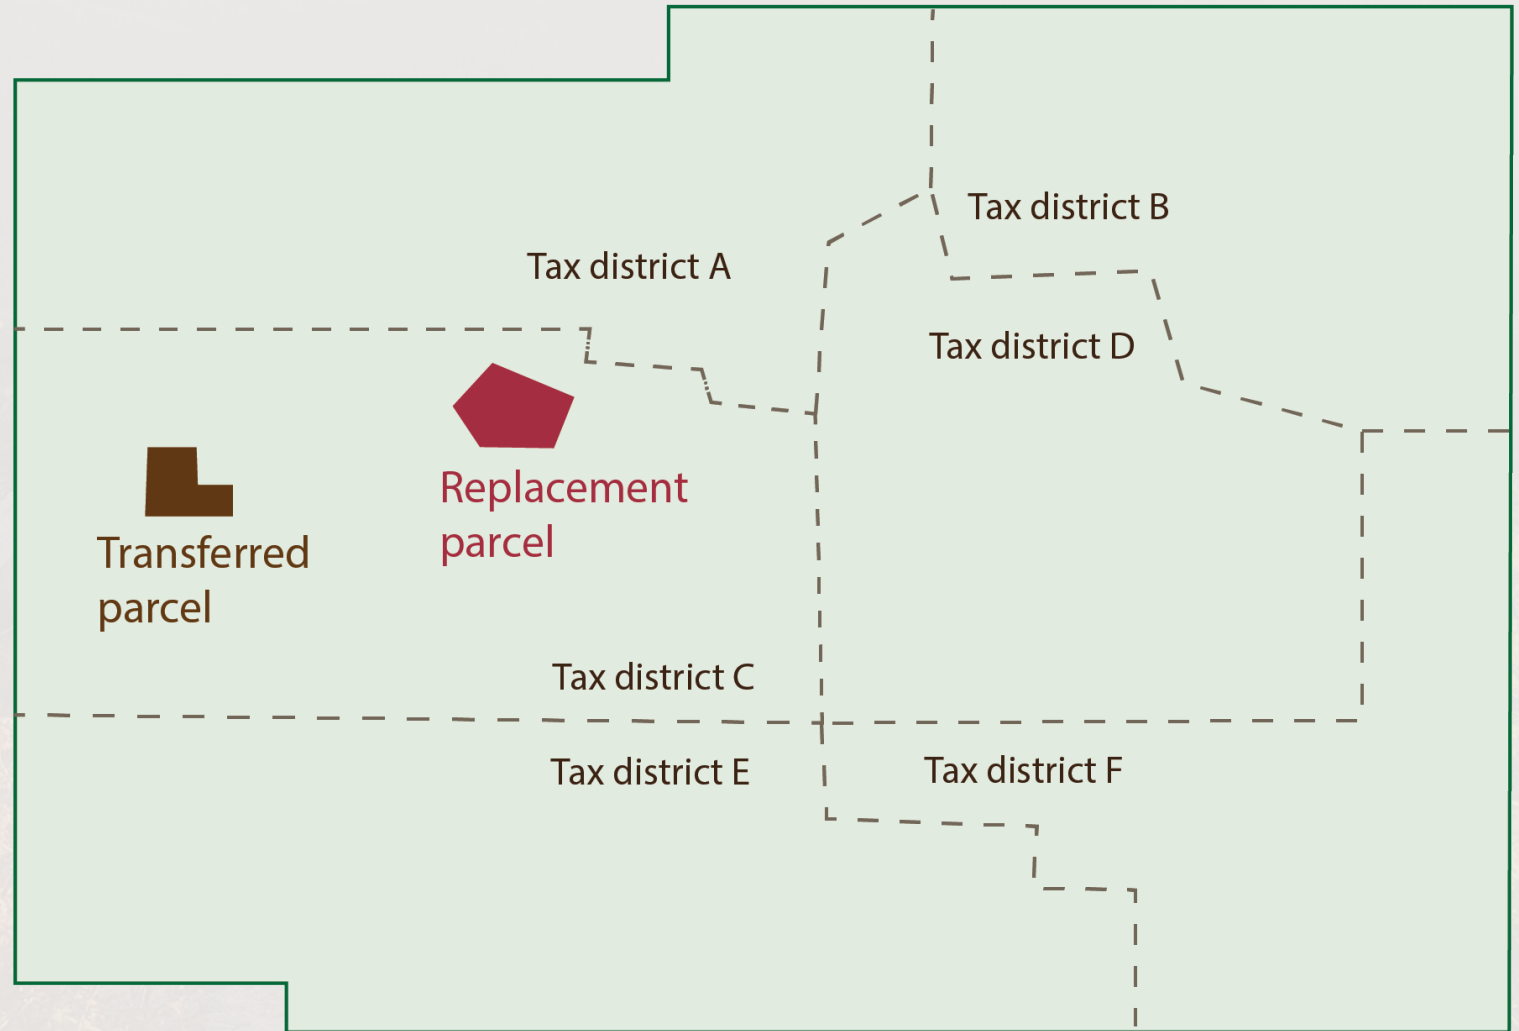 Tax district B
Tax district A
Tax district D
Replacement
parcel
Transferred
parcel
Tax district C
Tax district E
Tax district F